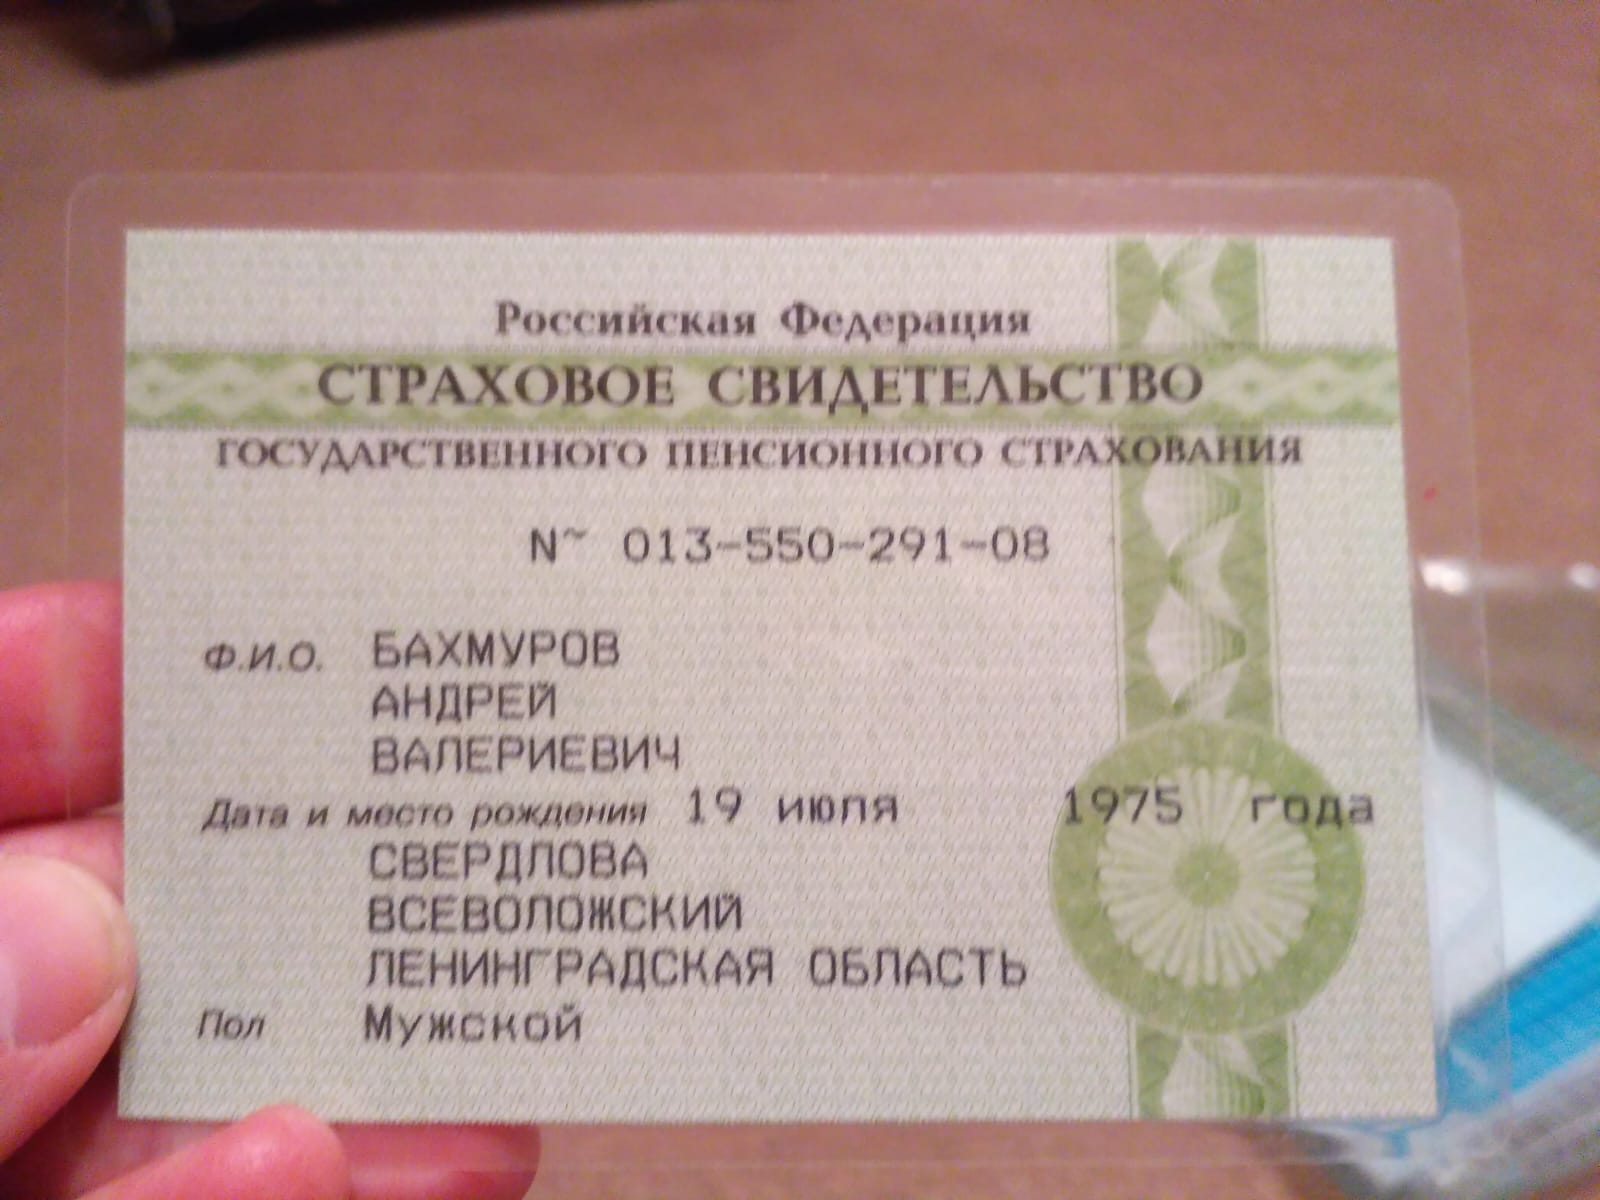 Российская Федерация
СТРАХОВОЕ СВИДЕТЕЛЬСТВО
ГОСУДАРСТВЕННОГО ПЕНСИОННОГО СТРАХОВАНИЯ
N~ 013-550-291-08
Ф.И.О. БАХМУРОВ
АНДРЕЙ
ВАЛЕРИЕВИЧ
Дата и место рождения 19 июля 1975 года
СВЕРДЛОВА
ВСЕВОЛОЖСКИЙ
ЛЕНИНГРАДСКАЯ ОБЛАСТЬ
Пол Мужской